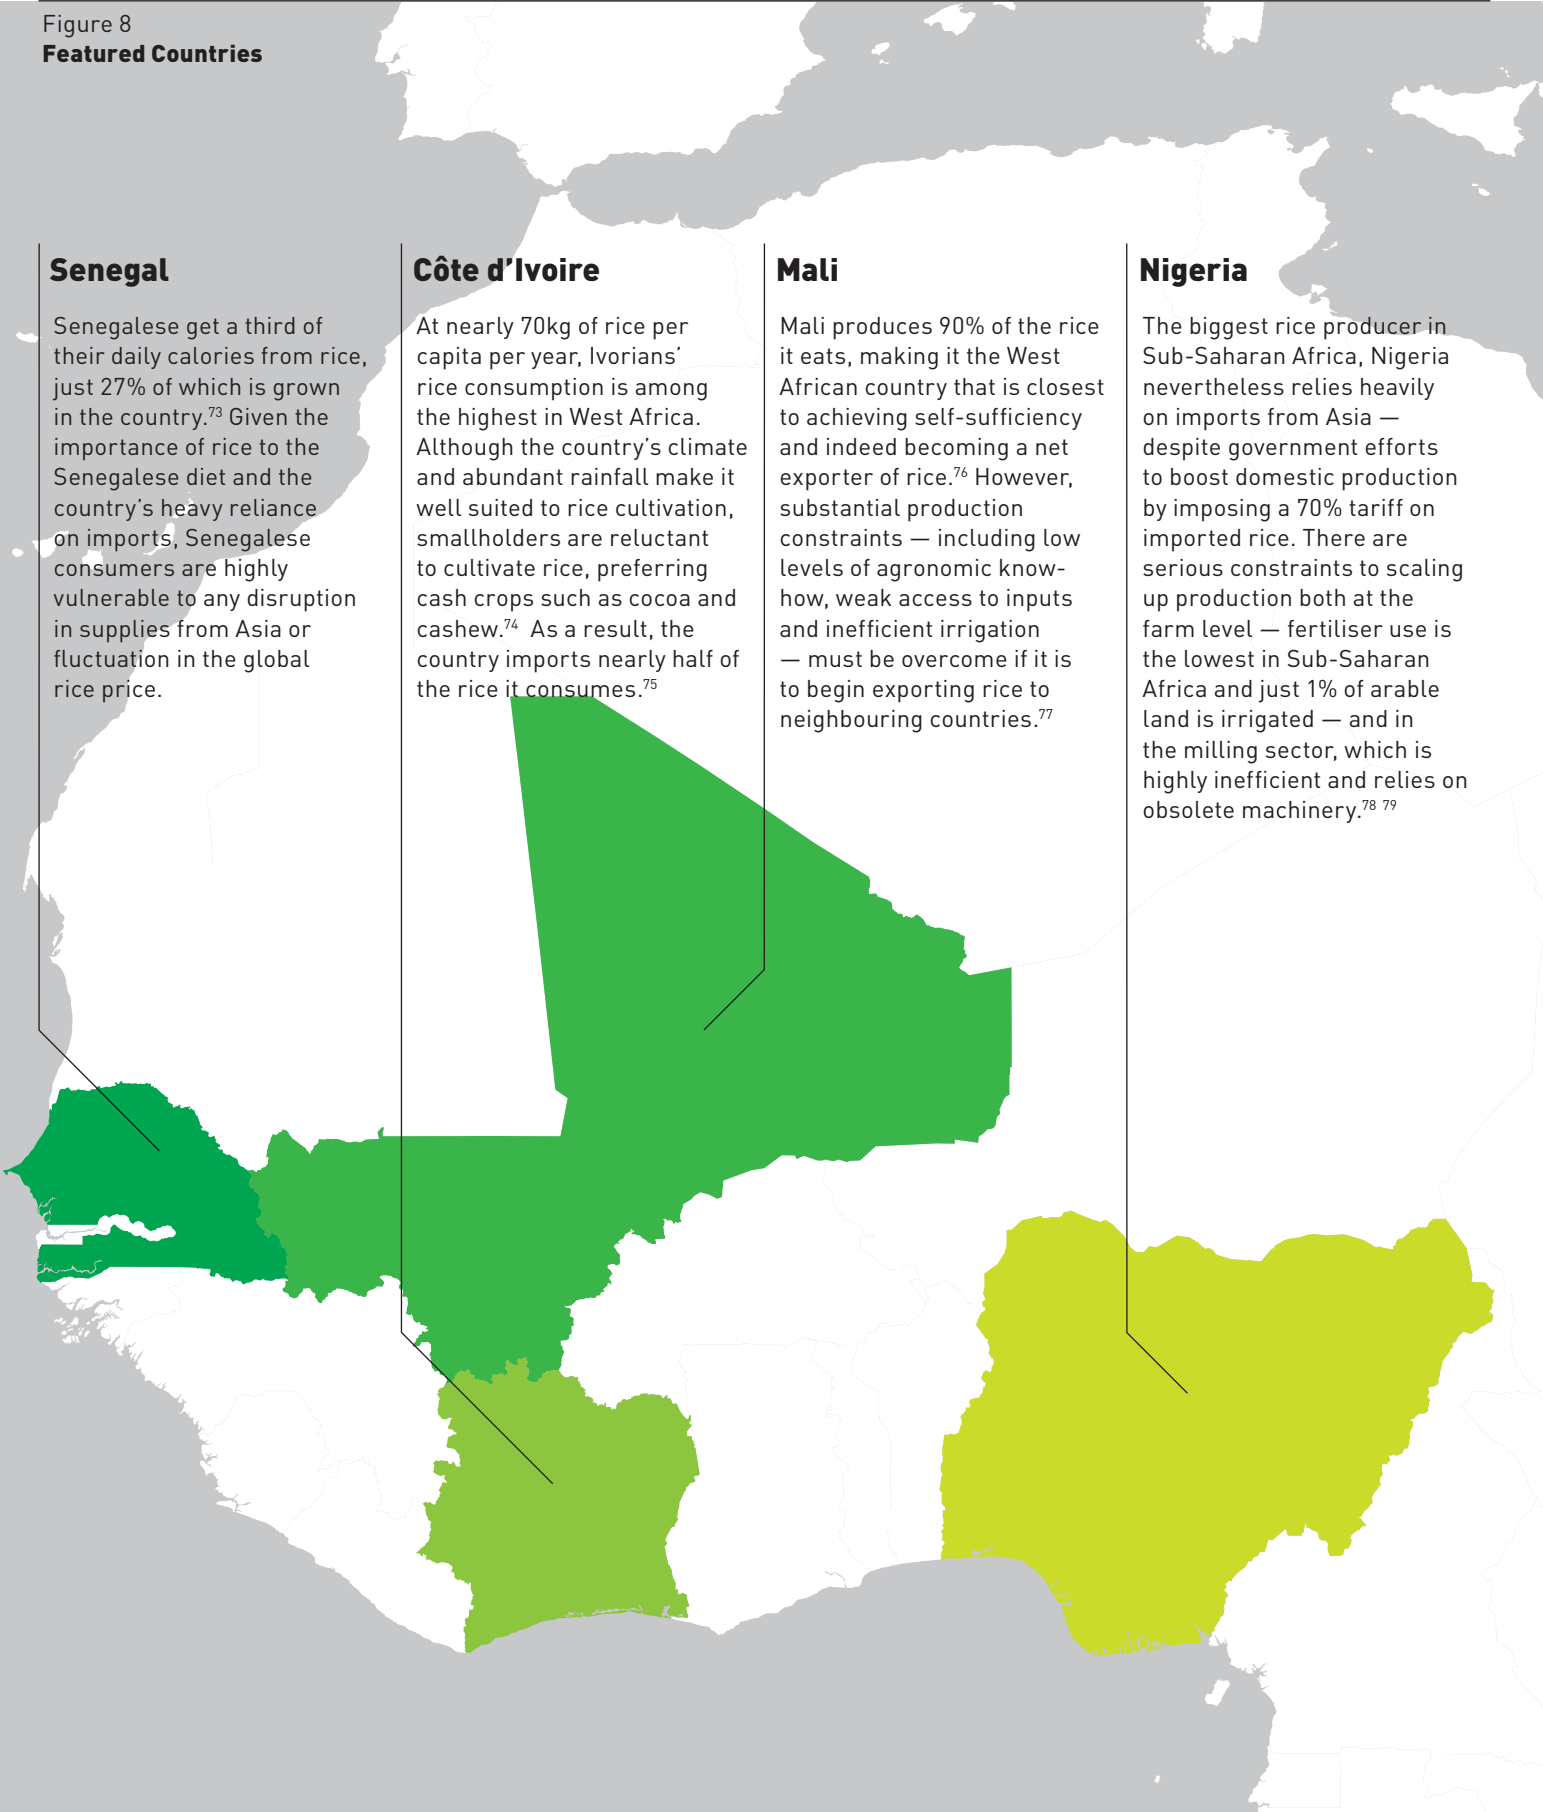 Figure 8
Featured Countries
Senegal
Senegalese get a third of
their daily calories from rice,
just 27% of which is grown
in the country.73 Given the
importance of rice to the
Senegalese diet and the
country's heavy reliance
on imports, Senegalese
consumers are highly
vulnerable to any disruption
in supplies from Asia or
fluctuation in the global
rice price.
Côte d'Ivoire
At nearly 70kg of rice per
capita per year, Ivorians'
rice consumption is among
the highest in West Africa.
Although the country's climate
and abundant rainfall make it
well suited to rice cultivation,
smallholders are reluctant
to cultivate rice, preferring
cash crops such as cocoa and
cashew.74 As a result, the
country imports nearly half of
the rice it consumes.75
Mali
Mali produces 90% of the rice
it eats, making it the West
African country that is closest
to achieving self-sufficiency
and indeed becoming a net
exporter of rice.76 However,
substantial production
constraints — including low
levels of agronomic know-
how, weak access to inputs
and inefficient irrigation
— must be overcome if it is
to begin exporting rice to
neighbouring countries.77
Nigeria
The biggest rice producer in
Sub-Saharan Africa, Nigeria
nevertheless relies heavily
on imports from Asia —
despite government efforts
to boost domestic production
by imposing a 70% tariff on
imported rice. There are
serious constraints to scaling
up production both at the
farm level — fertiliser use is
the lowest in Sub-Saharan
Africa and just 1% of arable
land is irrigated — and in
the milling sector, which is
highly inefficient and relies on
obsolete machinery.78 79